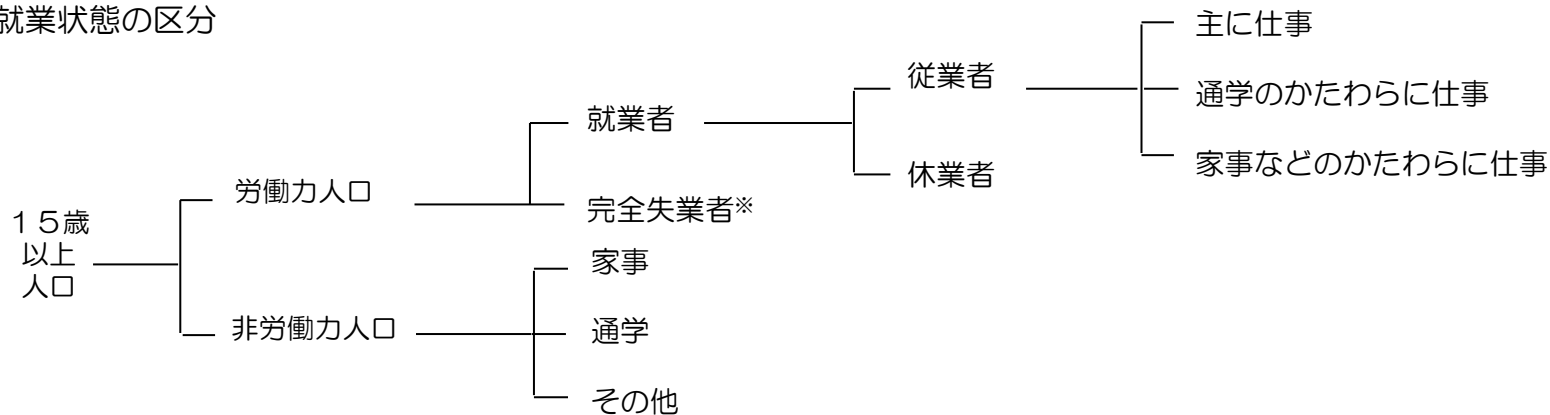 就業状態の区分
主に仕事
従業者
通学のかたわらに仕事
就業者
家事などのかたわらに仕事
休業者
労働力人口
完全失業者※
１５歳
以上
人口
家事
非労働力人口
通学
その他